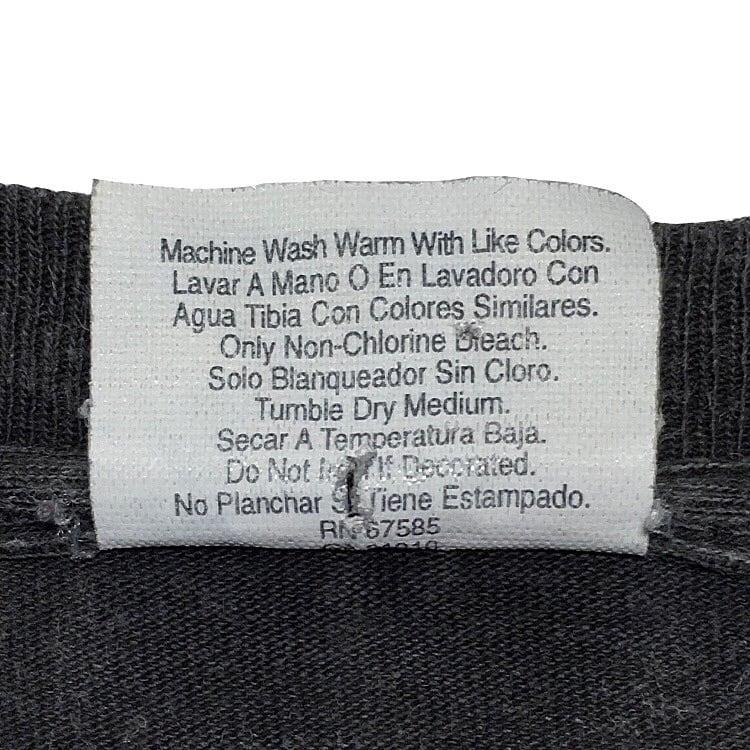 Machine Wash Warm With Like Colors.
Lavar A Mano O En Lavadoro Con
Agua Tibia Con Colores Similares.
Only Non-Chlorine Bleach.
Solo Blanqueador Sin Cloro.
Tumble Dry Medium.
Secar A Temperatura Baja.
Do Not If Decorated.
No Planchar Si Tiene Estampado.
RN 67585